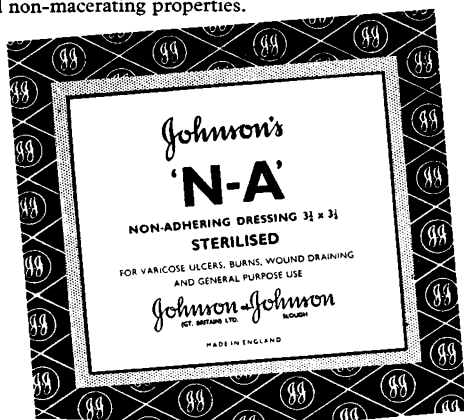 non-macerating properties.
Johnson's
'N-A'
NON-ADHERING DRESSING 3¾ x 3¾
STERILISED
FOR VARICOSE ULCERS, BURNS, WOUND DRAINING
AND GENERAL PURPOSE USE
Johnson & Johnson
(GT. BRITAIN) LTD. SLOUGH
MADE IN ENGLAND